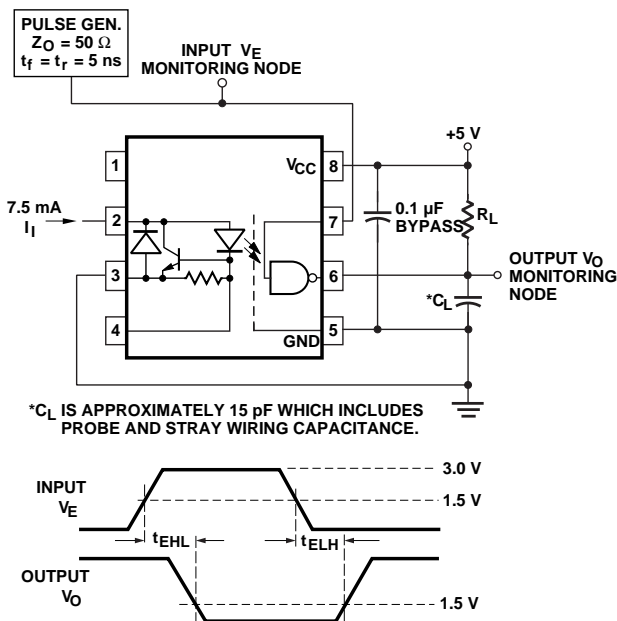 PULSE GEN.
Z_O = 50 Ω
t_f = t_r = 5 ns
INPUT V_E
MONITORING NODE
+5 V
1
V_CC
8
7.5 mA
I_I
2
7
0.1 µF
BYPASS
R_L
3
6
OUTPUT V_O
MONITORING
NODE
*C_L
4
GND
5
*C_L IS APPROXIMATELY 15 pF WHICH INCLUDES
PROBE AND STRAY WIRING CAPACITANCE.
INPUT
V_E
3.0 V
1.5 V
t_EHL
t_ELH
OUTPUT
V_O
1.5 V